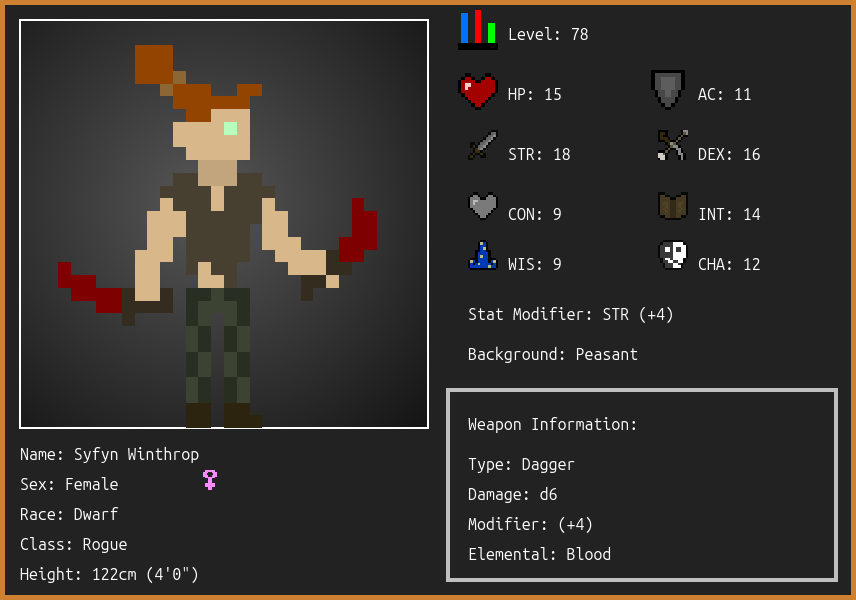 Level: 78
HP: 15
AC: 11
STR: 18
DEX: 16
CON: 9
INT: 14
WIS: 9
CHA: 12
Stat Modifier: STR (+4)
Background: Peasant
Weapon Information:
Type: Dagger
Damage: d6
Modifier: (+4)
Elemental: Blood
Name: Syfyn Winthrop
Sex: Female
Race: Dwarf
Class: Rogue
Height: 122cm (4'0")